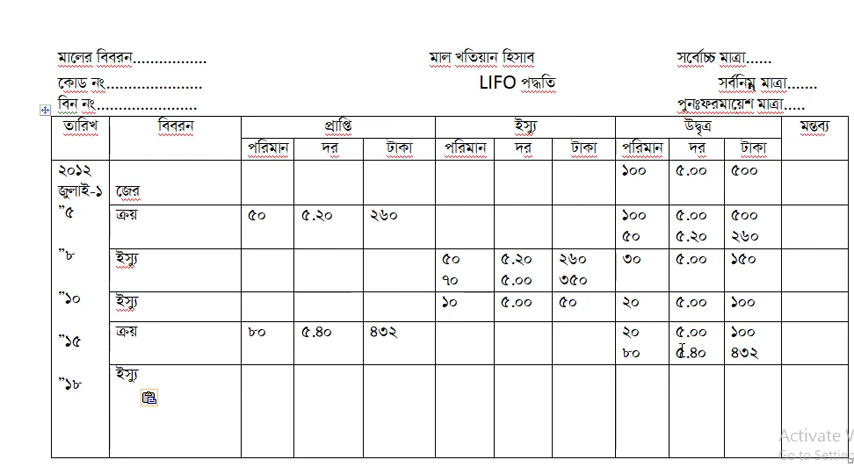 মালের বিবরন................. মাল খতিয়ান হিসাব সর্বোচ্চ মাত্রা......
কোড নং...................... LIFO পদ্ধতি সর্বনিম্ন মাত্রা.......
বিন নং....................... পুনঃফরমায়েশ মাত্রা.....
তারিখ বিবরন প্রাপ্তি ইস্যু উদ্বৃত্র মন্তব্য
পরিমান দর টাকা পরিমান দর টাকা পরিমান দর টাকা
২০১২ ১০০ ৫.০০ ৫০০
জুলাই-১ জের
”৫ ক্রয় ৫০ ৫.২০ ২৬০ ১০০ ৫.০০ ৫০০
৫০ ৫.২০ ২৬০
”৮ ইস্যু ৫০ ৫.২০ ২৬০ ৩০ ৫.০০ ১৫০
৭০ ৫.০০ ৩৫০
”১০ ইস্যু ১০ ৫.০০ ৫০ ২০ ৫.০০ ১০০
”১৫ ক্রয় ৮০ ৫.৪০ ৪৩২ ২০ ৫.০০ ১০০
৮০ ৫.৪০ ৪৩২
”১৮ ইস্যু
Activate
Go to Setting